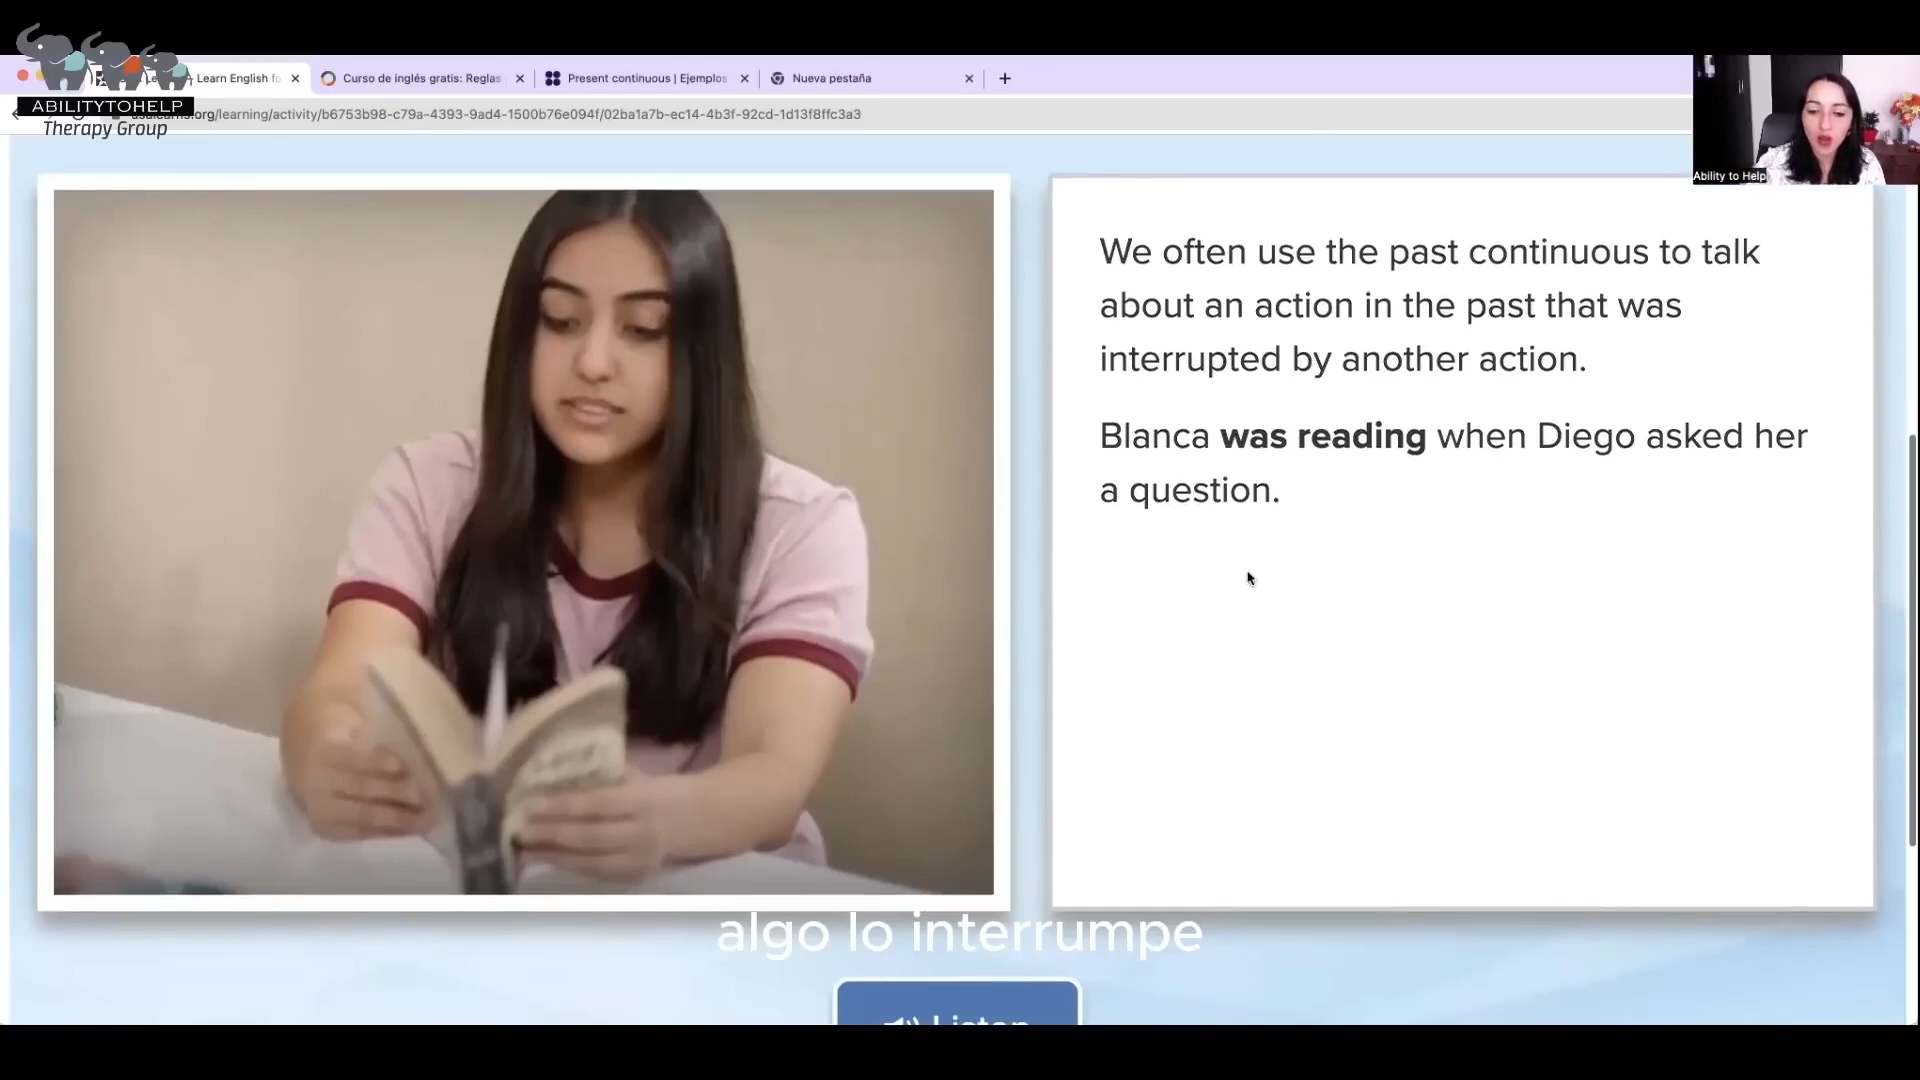 ABILITYTOHELP
Therapy Group
Learn English fo
Curso de inglés gratis: Reglas
Present continuous | Ejemplos
Nueva pestaña
.org/learning/activity/b6753b98-c79a-4393-9ad4-1500b76e094f/02ba1a7b-ec14-4b3f-92cd-1d13f8ffc3a3
Ability to Help
We often use the past continuous to talk
about an action in the past that was
interrupted by another action.
Blanca was reading when Diego asked her
a question.
algo lo interrumpe
Listen